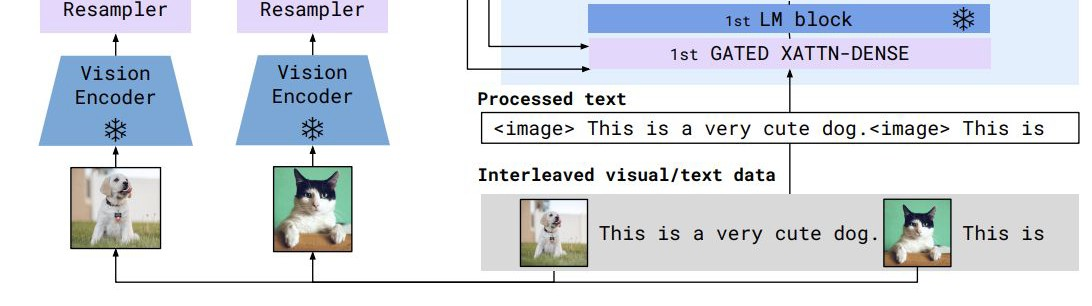 Resampler
Resampler
Vision
Encoder
Vision
Encoder
1st LM block
1st GATED XATTN-DENSE
Processed text
<image> This is a very cute dog.<image> This is
Interleaved visual/text data
This is a very cute dog.
This is